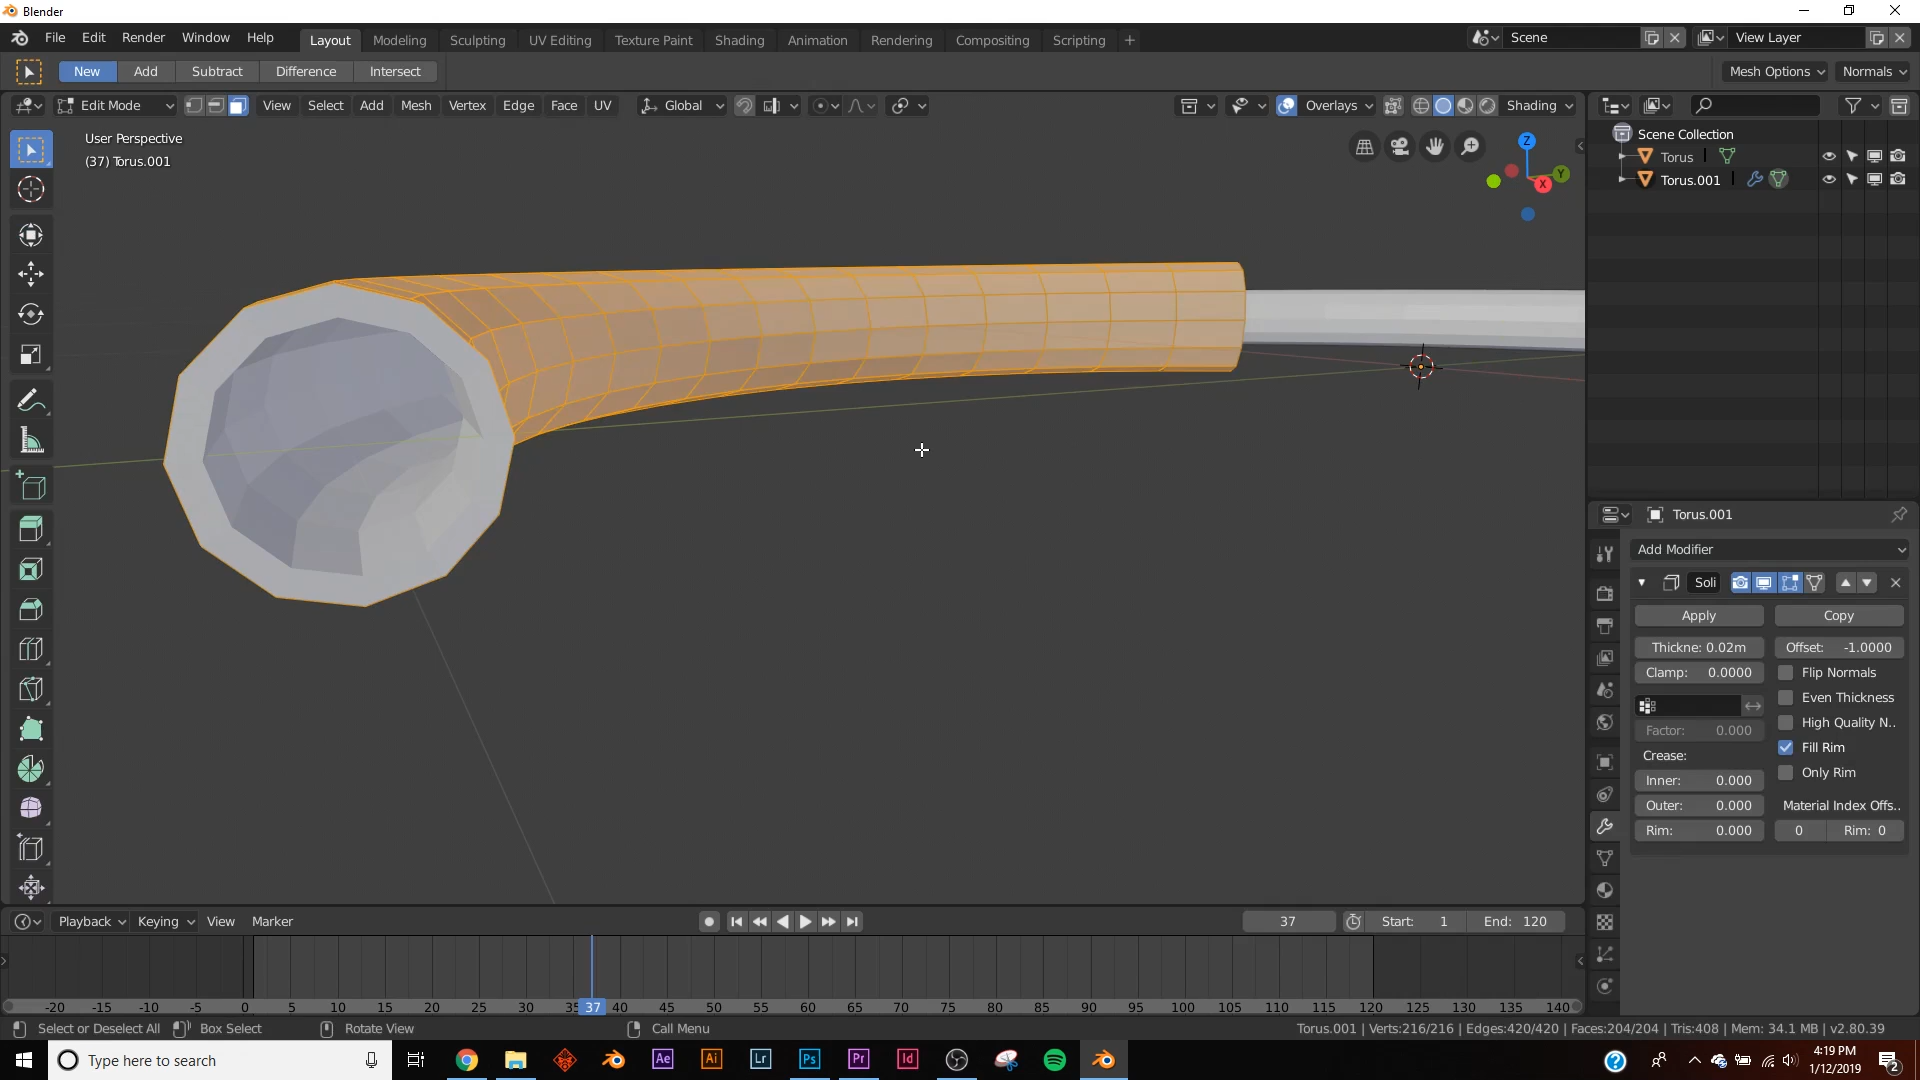 Blender
File Edit Render Window Help Layout Modeling Sculpting UV Editing Texture Paint Shading Animation Rendering Compositing Scripting + Scene View Layer
New Add Subtract Difference Intersect Mesh Options Normals
Edit Mode View Select Add Mesh Vertex Edge Face UV Global Overlays Shading
User Perspective
(37) Torus.001
Z
Y
X
Scene Collection
Torus
Torus.001
Torus.001
Add Modifier
Soli
Apply Copy
Thickne: 0.02m Offset: -1.0000
Clamp: 0.0000 Flip Normals
Even Thickness
High Quality N..
Factor: 0.000
Fill Rim
Crease:
Only Rim
Inner: 0.000
Outer: 0.000 Material Index Offs..
Rim: 0.000 0 Rim: 0
Playback Keying View Marker 37 Start: 1 End: 120
-20 -15 -10 -5 0 5 10 15 20 25 30 35 37 40 45 50 55 60 65 70 75 80 85 90 95 100 105 110 115 120 125 130 135 140
Select or Deselect All Box Select Rotate View Call Menu Torus.001 | Verts:216/216 | Edges:420/420 | Faces:204/204 | Tris:408 | Mem: 34.1 MB | v2.80.39
Type here to search Ae Ai Lr Ps Pr Id
4:19 PM
1/12/2019
2